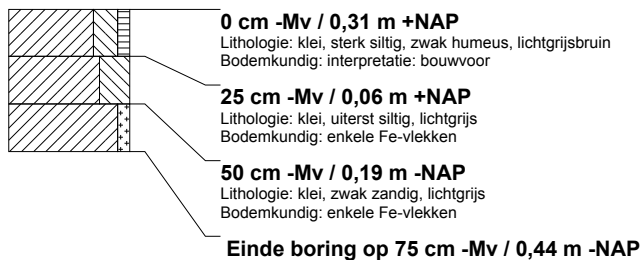 0 cm -Mv / 0,31 m +NAP
Lithologie: klei, sterk siltig, zwak humeus, lichtgrijsbruin
Bodemkundig: interpretatie: bouwvoor
25 cm -Mv / 0,06 m +NAP
Lithologie: klei, uiterst siltig, lichtgrijs
Bodemkundig: enkele Fe-vlekken
50 cm -Mv / 0,19 m -NAP
Lithologie: klei, zwak zandig, lichtgrijs
Bodemkundig: enkele Fe-vlekken
Einde boring op 75 cm -Mv / 0,44 m -NAP